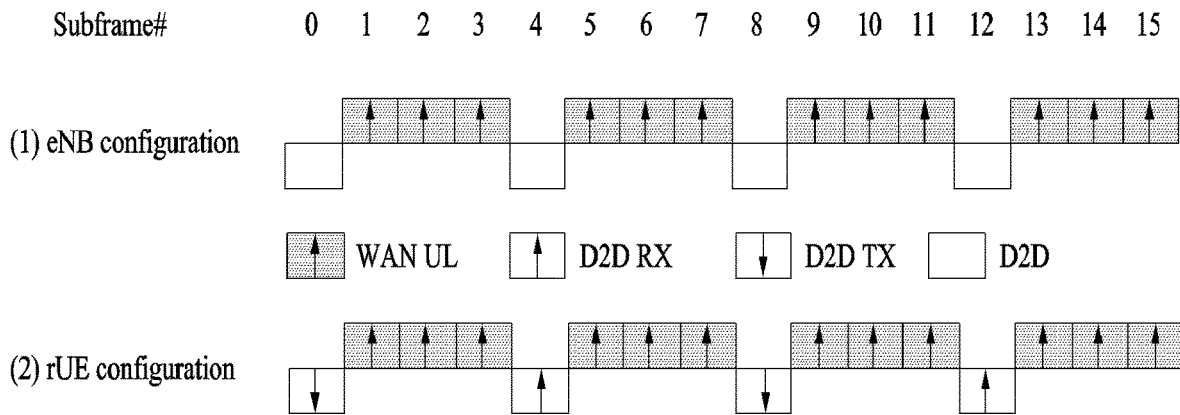 Subframe# 0 1 2 3 4 5 6 7 8 9 10 11 12 13 14 15
(1) eNB configuration
WAN UL D2D RX D2D TX D2D
(2) rUE configuration